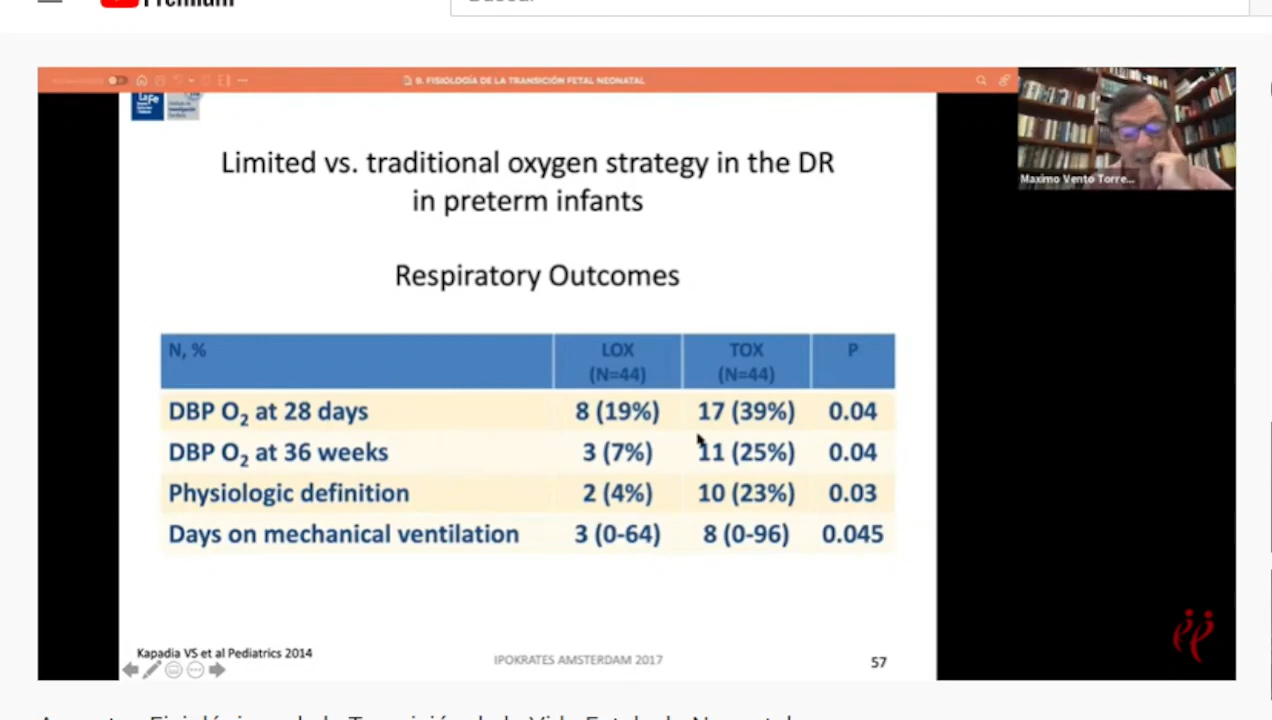 Premium
9. FISIOLOGÍA DE LA TRANSICIÓN FETAL NEONATAL
La Fe
Maximo Vento Torre...
Limited vs. traditional oxygen strategy in the DR
in preterm infants
Respiratory Outcomes
N, % LOX TOX P
(N=44) (N=44)
DBP O₂ at 28 days 8 (19%) 17 (39%) 0.04
DBP O₂ at 36 weeks 3 (7%) 11 (25%) 0.04
Physiologic definition 2 (4%) 10 (23%) 0.03
Days on mechanical ventilation 3 (0-64) 8 (0-96) 0.045
Kapadia VS et al Pediatrics 2014
IPOKRATES AMSTERDAM 2017
57